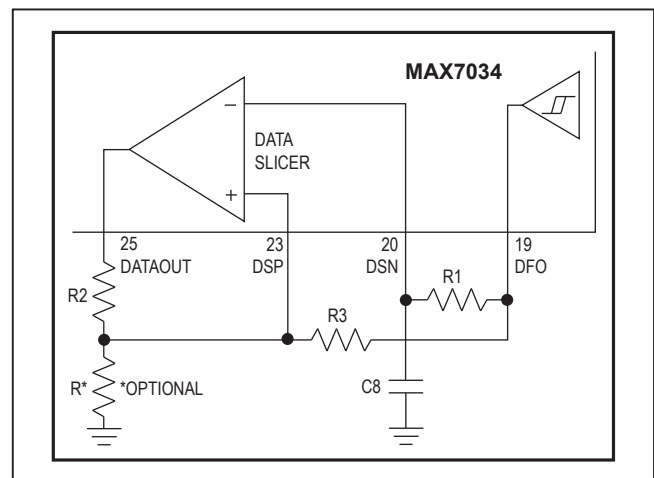 MAX7034
−
DATA
SLICER
+
25
DATAOUT
23
DSP
20
DSN
19
DFO
R2
R1
R3
R* *OPTIONAL
C8